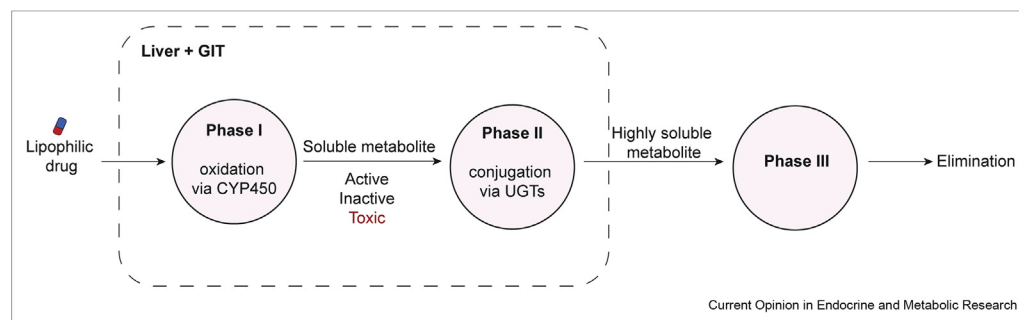 Liver + GIT
Lipophilic
drug
Phase I
oxidation
via CYP450
Soluble metabolite
Active
Inactive
Toxic
Phase II
conjugation
via UGTs
Highly soluble
metabolite
Phase III
Elimination
Current Opinion in Endocrine and Metabolic Research